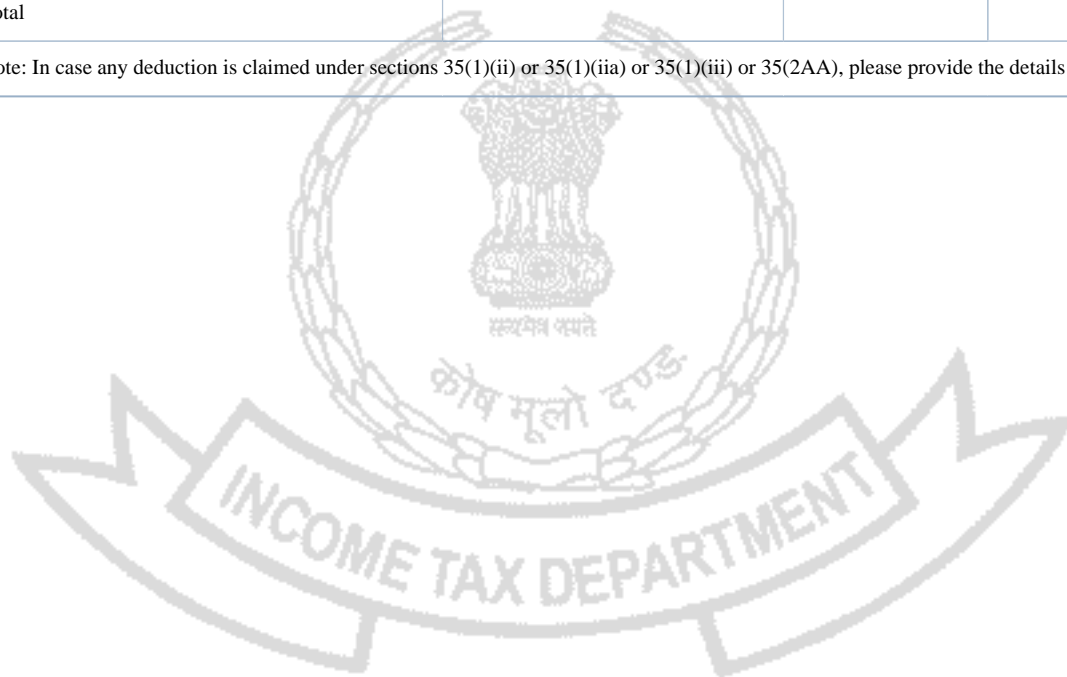 otal
ote: In case any deduction is claimed under sections 35(1)(ii) or 35(1)(iia) or 35(1)(iii) or 35(2AA), please provide the details
सत्यमेव जयते
कोष मूलो दण्ड:
INCOME TAX DEPARTMENT